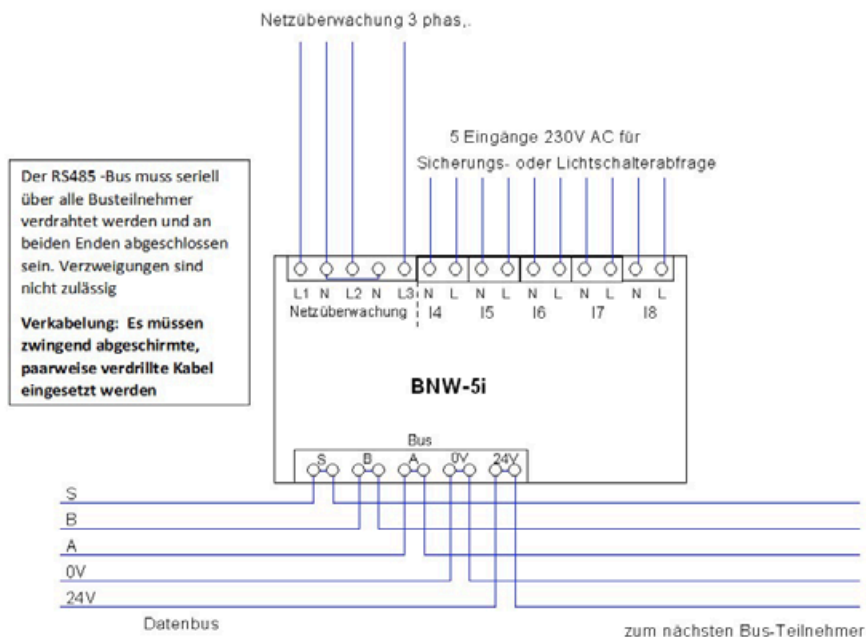 Netzüberwachung 3 phas,.
5 Eingänge 230V AC für
Sicherungs- oder Lichtschalterabfrage
Der RS485 -Bus muss seriell
über alle Busteilnehmer
verdrahtet werden und an
beiden Enden abgeschlossen
sein. Verzweigungen sind
nicht zulässig
Verkabelung: Es müssen
zwingend abgeschirmte,
paarweise verdrillte Kabel
eingesetzt werden
L1 N L2 N L3 N L N L N L N L N L
Netzüberwachung I4 I5 I6 I7 I8
BNW-5i
Bus
S B A 0V 24V
S
B
A
0V
24V
Datenbus
zum nächsten Bus-Teilnehmer